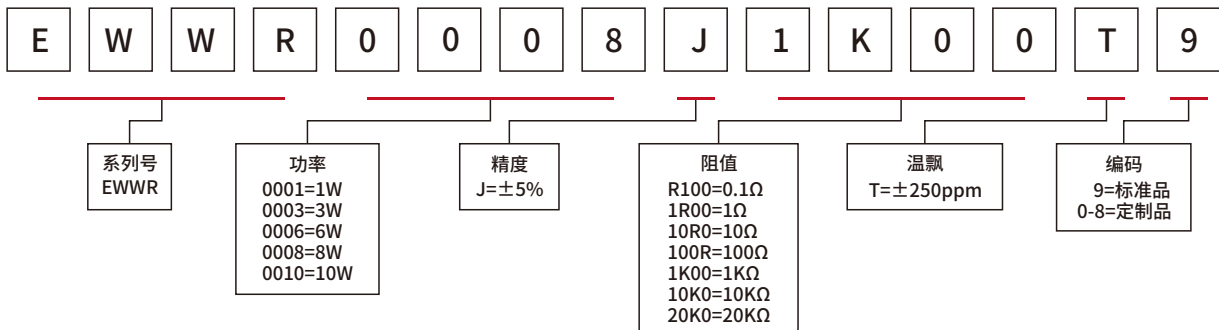 E W W R 0 0 0 8 J 1 K 0 0 T 9
系列号
EWWR
功率
0001=1W
0003=3W
0006=6W
0008=8W
0010=10W
精度
J=±5%
阻值
R100=0.1Ω
1R00=1Ω
10R0=10Ω
100R=100Ω
1K00=1KΩ
10K0=10KΩ
20K0=20KΩ
温飘
T=±250ppm
编码
9=标准品
0-8=定制品